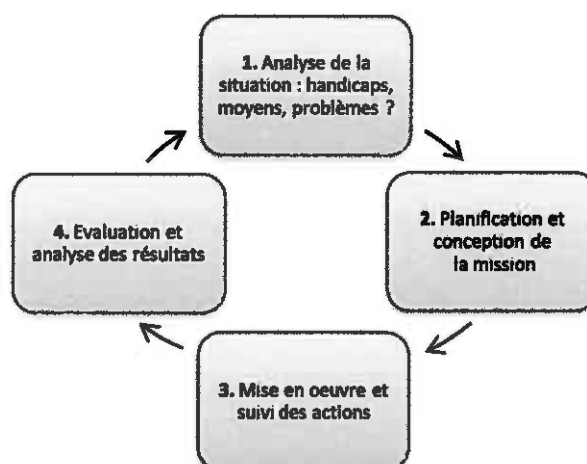 1. Analyse de la
situation : handicaps,
moyens, problèmes ?
2. Planification et
conception de
la mission
3. Mise en oeuvre et
suivi des actions
4. Evaluation et
analyse des résultats